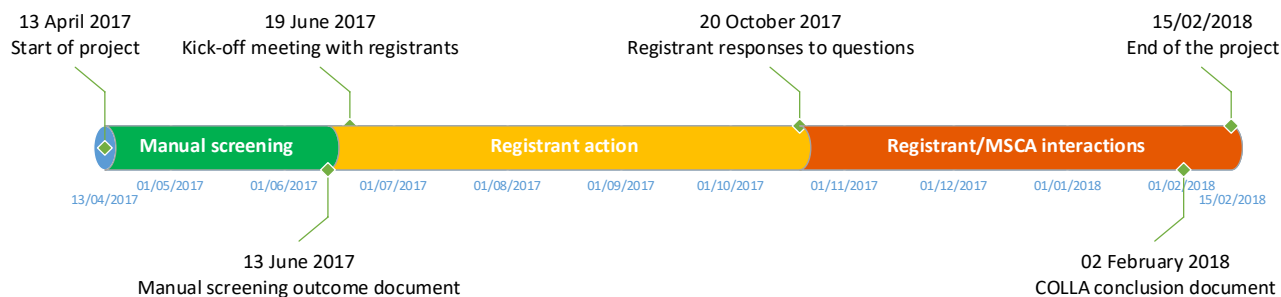 13 April 2017
Start of project
19 June 2017
Kick-off meeting with registrants
20 October 2017
Registrant responses to questions
15/02/2018
End of the project
Manual screening
Registrant action
Registrant/MSCA interactions
01/05/2017
01/06/2017
01/07/2017
01/08/2017
01/09/2017
01/10/2017
01/11/2017
01/12/2017
01/01/2018
01/02/2018
13/04/2017
15/02/2018
13 June 2017
Manual screening outcome document
02 February 2018
COLLA conclusion document